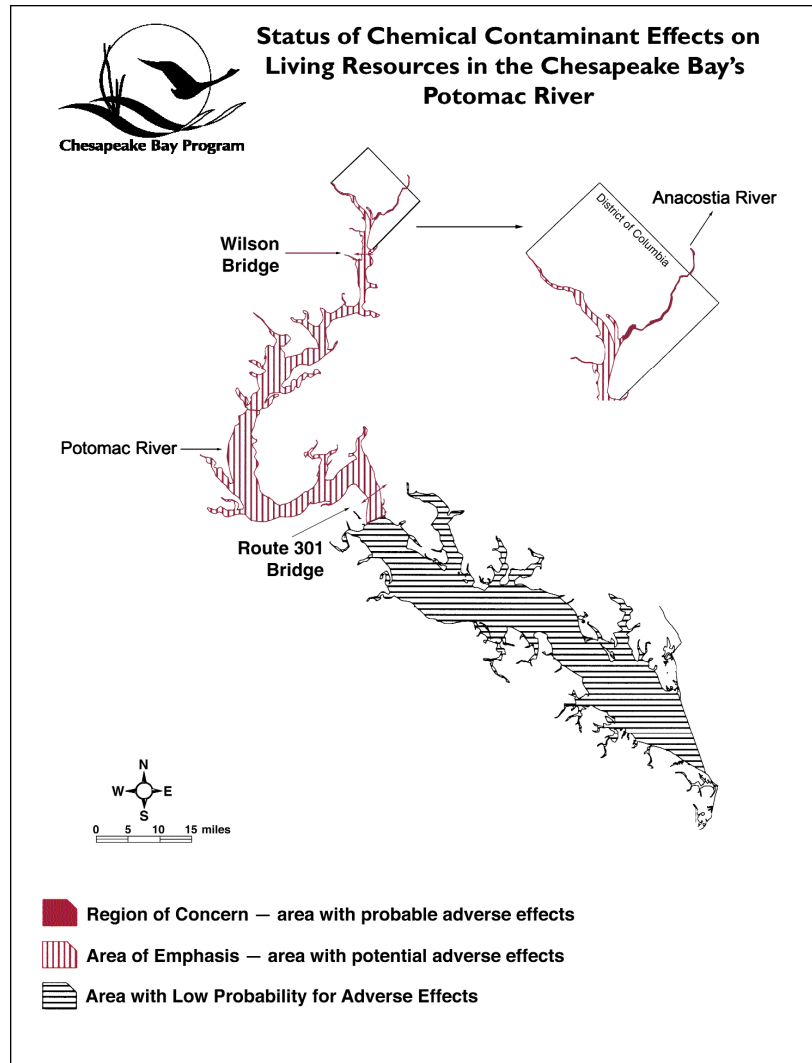 Status of Chemical Contaminant Effects on
Living Resources in the Chesapeake Bay's
Potomac River
Chesapeake Bay Program
Anacostia River
District of Columbia
Wilson
Bridge
Potomac River
Route 301
Bridge
N
W E
S
0 5 10 15 miles
Region of Concern — area with probable adverse effects
Area of Emphasis — area with potential adverse effects
Area with Low Probability for Adverse Effects